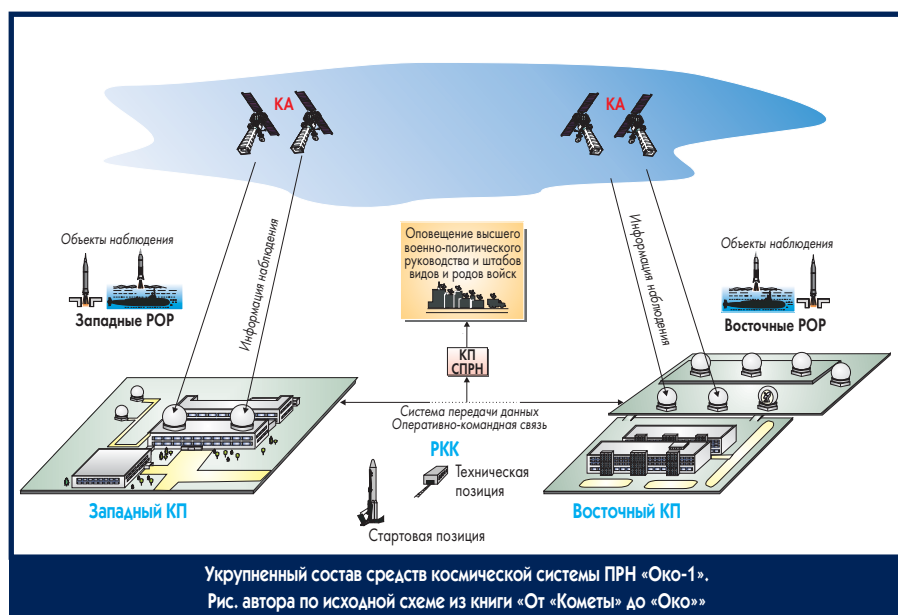 КА
КА
Объекты наблюдения
Западные РОР
Информация наблюдения
Оповещение высшего
военно-политического
руководства и штабов
видов и родов войск
Информация наблюдения
Объекты наблюдения
Восточные РОР
КП
СПРН
Система передачи данных
Оперативно-командная связь
РКК
Техническая
позиция
Стартовая позиция
Западный КП
Восточный КП
Укрупненный состав средств космической системы ПРН «Око-1».
Рис. автора по исходной схеме из книги «От «Кометы» до «Око»»